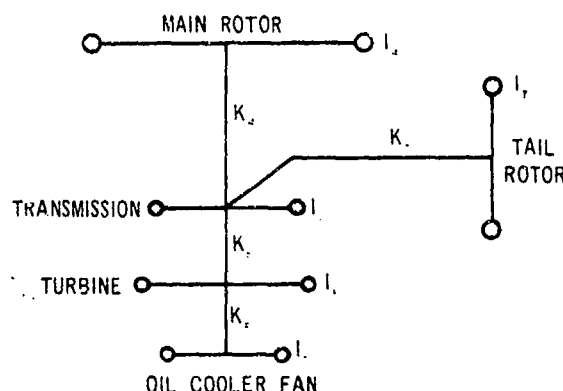 MAIN ROTOR
I
K
K
I
TAIL
ROTOR
TRANSMISSION
I
K
TURBINE
I
K
I
OIL COOLER FAN